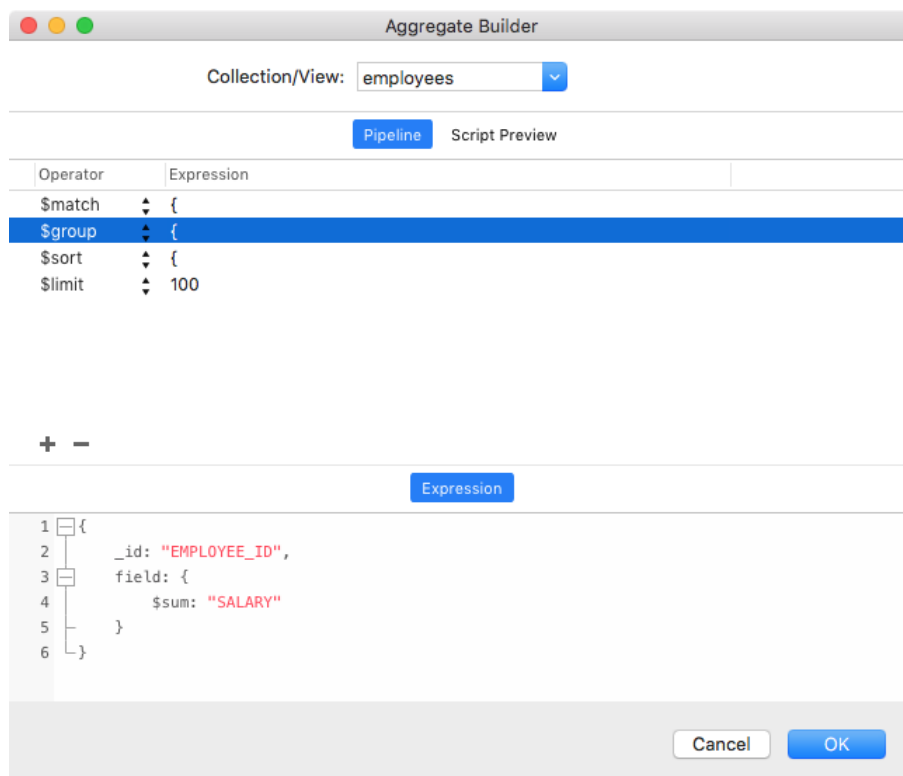 Aggregate Builder
Collection/View: employees
Pipeline Script Preview
Operator Expression
$match {
$group {
$sort {
$limit 100
+ −
Expression
1 {
2 _id: "EMPLOYEE_ID",
3 field: {
4 $sum: "SALARY"
5 }
6 }
Cancel OK